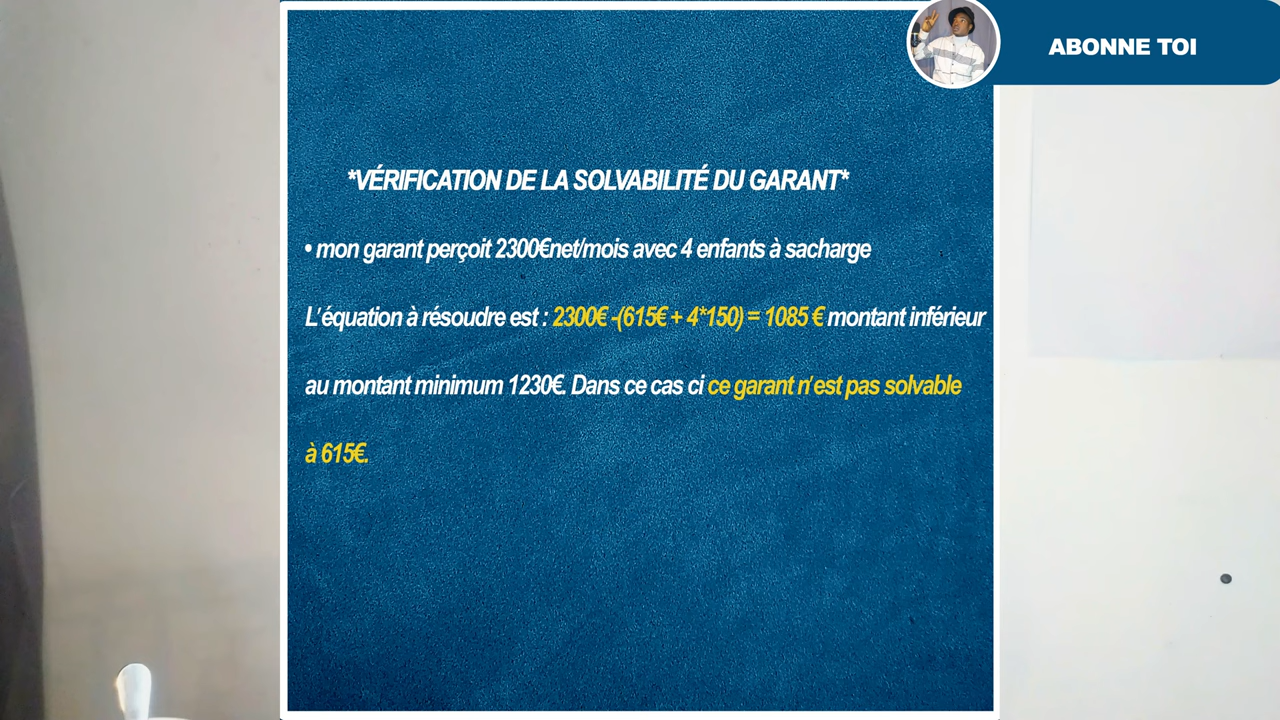 ABONNE TOI
*VÉRIFICATION DE LA SOLVABILITÉ DU GARANT*
• mon garant perçoit 2300€net/mois avec 4 enfants à sacharge
L'équation à résoudre est : 2300€ -(615€ + 4*150) = 1085 € montant inférieur
au montant minimum 1230€. Dans ce cas ci ce garant n'est pas solvable
à 615€.